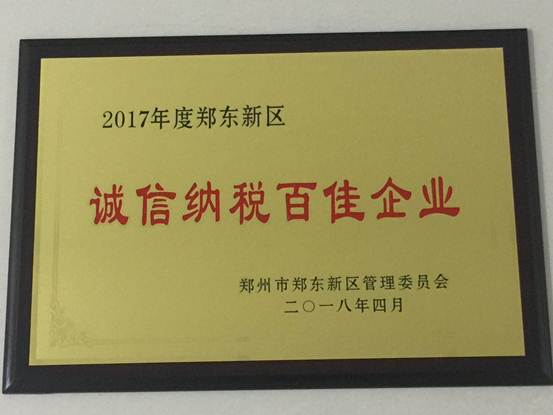 2017年度郑东新区
诚信纳税百佳企业
郑州市郑东新区管理委员会
二〇一八年四月